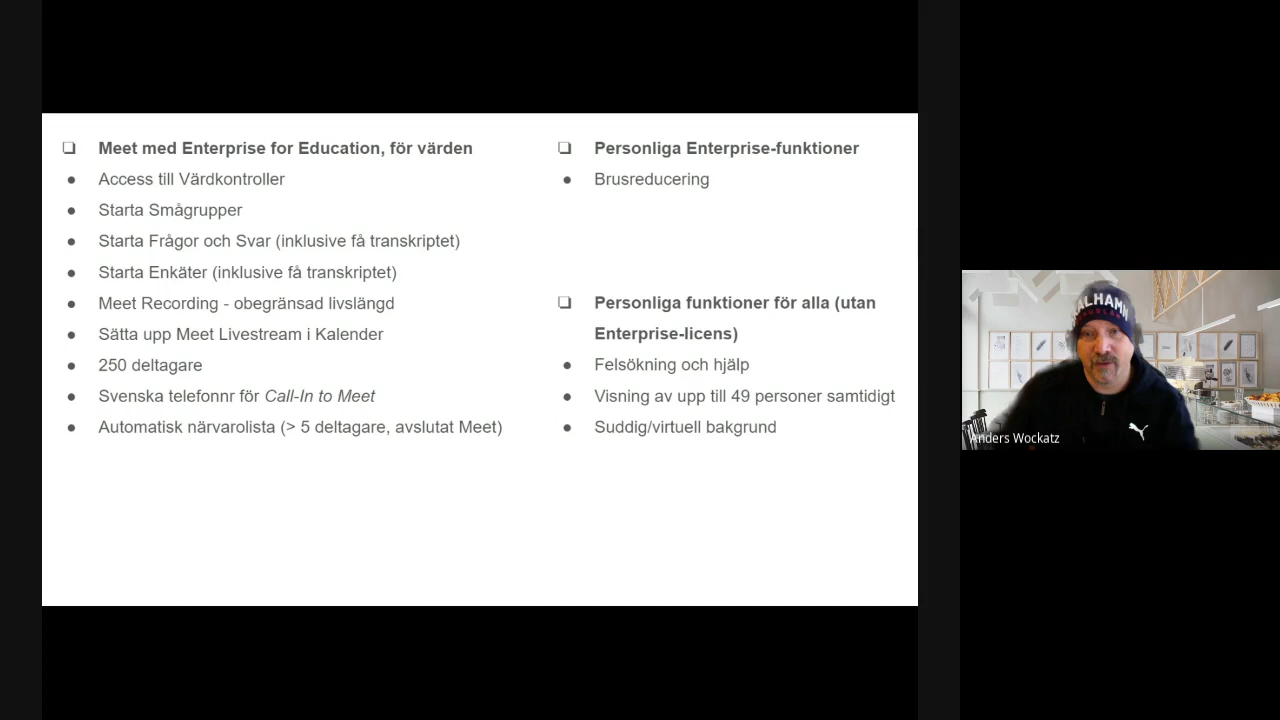 ❏ Meet med Enterprise for Education, för värden
● Access till Värdkontroller
● Starta Smågrupper
● Starta Frågor och Svar (inklusive få transkriptet)
● Starta Enkäter (inklusive få transkriptet)
● Meet Recording - obegränsad livslängd
● Sätta upp Meet Livestream i Kalender
● 250 deltagare
● Svenska telefonnr för Call-In to Meet
● Automatisk närvarolista (> 5 deltagare, avslutat Meet)
❏ Personliga Enterprise-funktioner
● Brusreducering
❏ Personliga funktioner för alla (utan
Enterprise-licens)
● Felsökning och hjälp
● Visning av upp till 49 personer samtidigt
● Suddig/virtuell bakgrund
Anders Wockatz